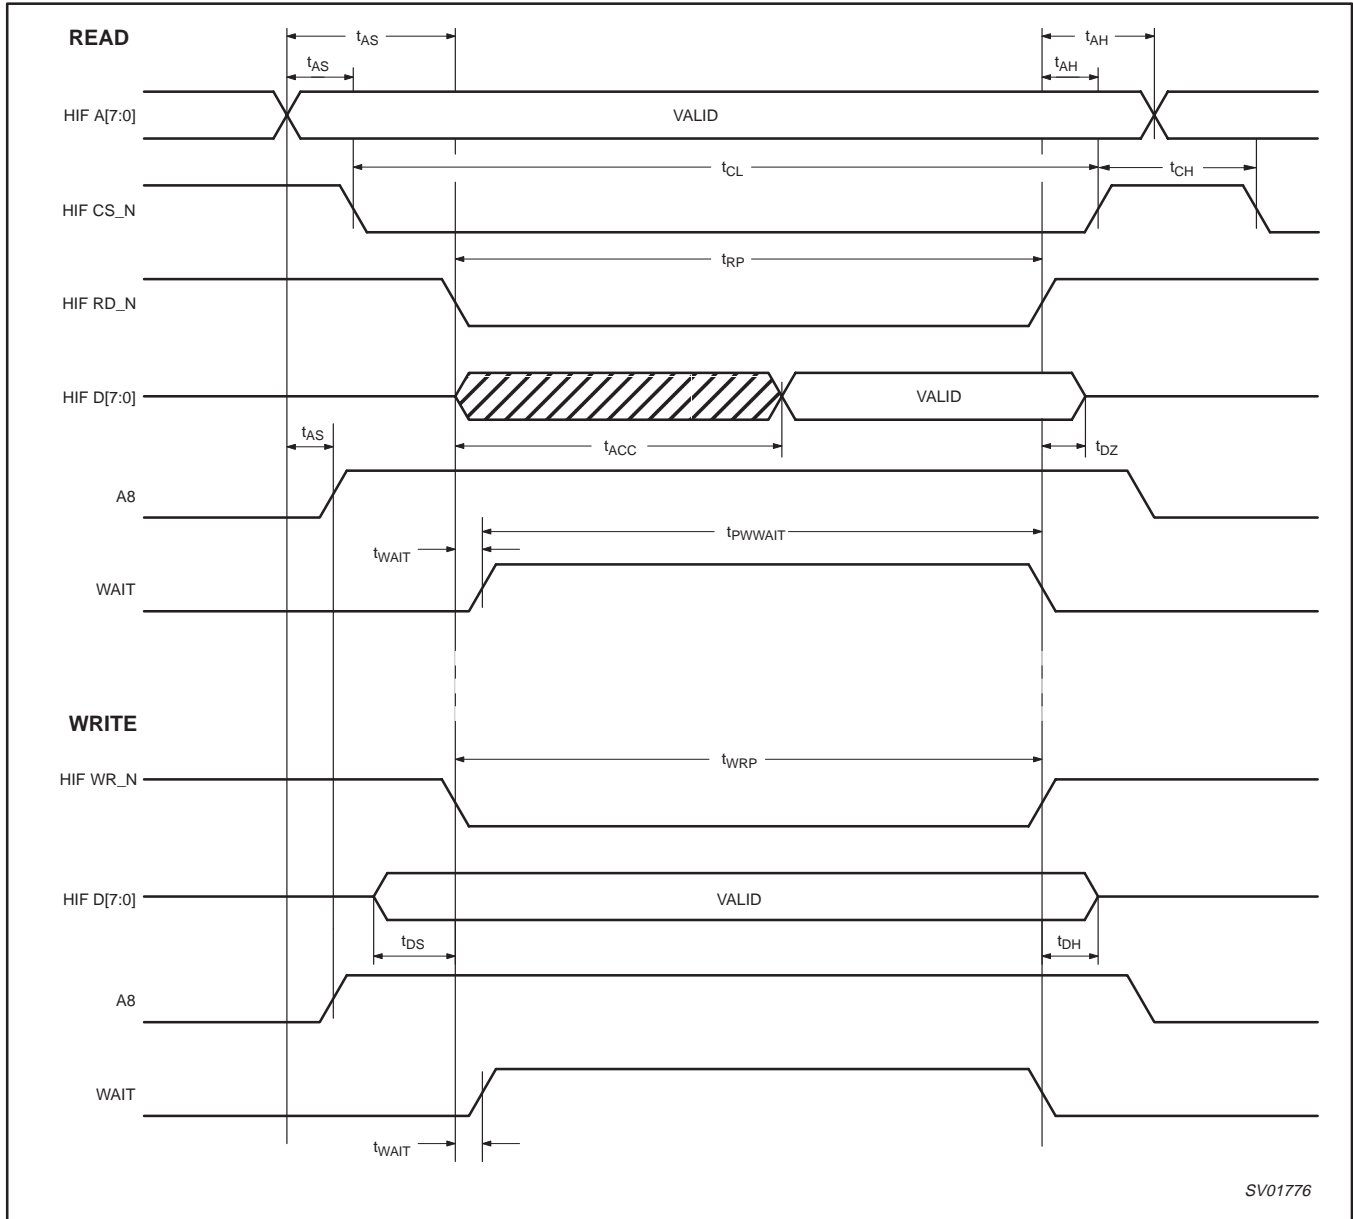 READ
tAS tAH
tAS tAH
HIF A[7:0] VALID
tCL tCH
HIF CS_N
tRP
HIF RD_N
HIF D[7:0] VALID
tAS tACC tDZ
A8
tPWWAIT
tWAIT
WAIT
WRITE
tWRP
HIF WR_N
HIF D[7:0] VALID
tDS tDH
A8
WAIT
tWAIT
SV01776